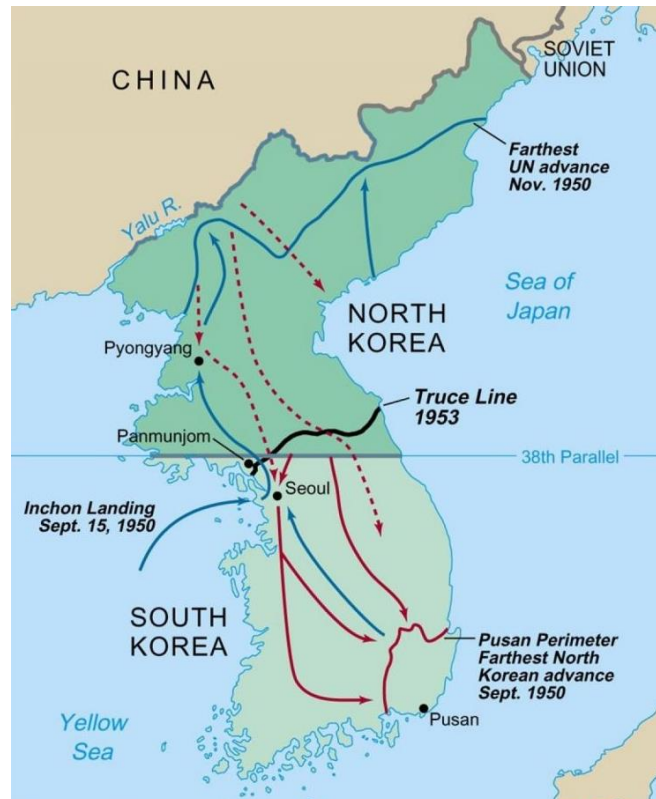 CHINA
SOVIET
UNION
Farthest
UN advance
Nov. 1950
Yalu R.
Sea of
Japan
NORTH
KOREA
Pyongyang
Truce Line
1953
Panmunjom
38th Parallel
Seoul
Inchon Landing
Sept. 15, 1950
SOUTH
KOREA
Pusan Perimeter
Farthest North
Korean advance
Sept. 1950
Pusan
Yellow
Sea